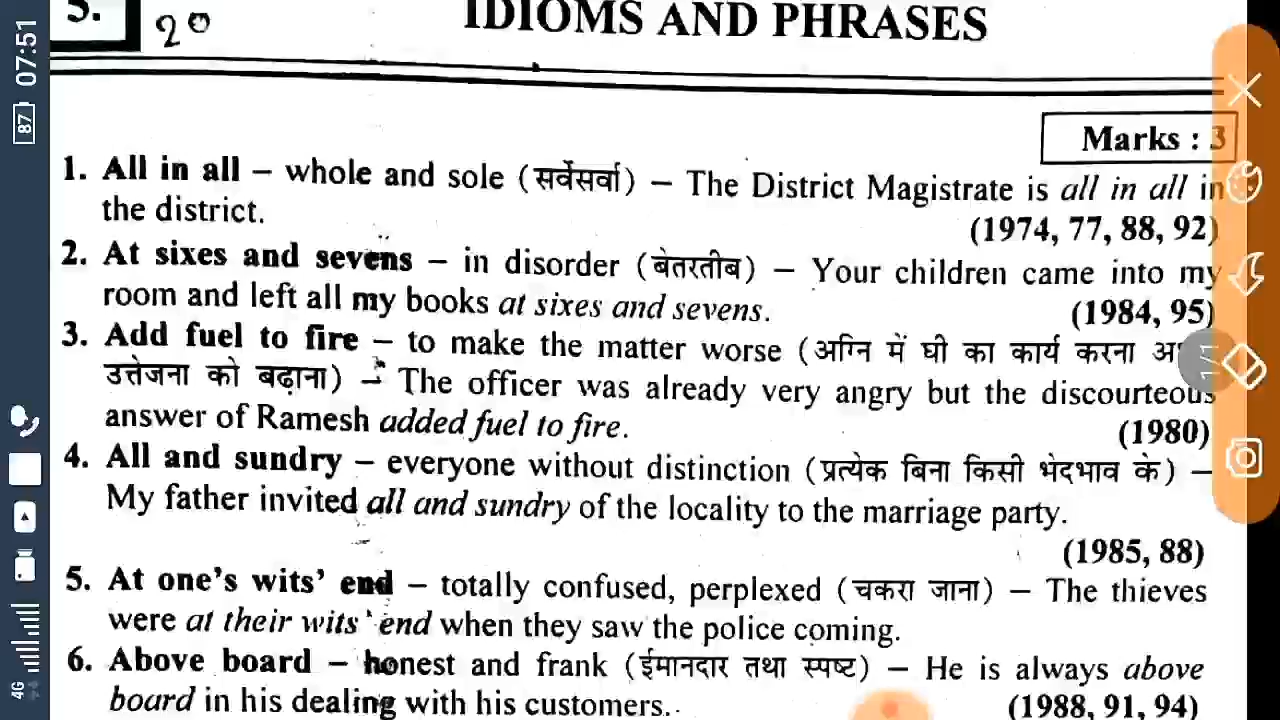 5. 20 IDIOMS AND PHRASES
Marks : 3
1. All in all – whole and sole (सर्वेसर्वा) – The District Magistrate is all in all in
the district. (1974, 77, 88, 92)
2. At sixes and sevens – in disorder (बेतरतीब) – Your children came into my
room and left all my books at sixes and sevens. (1984, 95)
3. Add fuel to fire – to make the matter worse (अग्नि में घी का कार्य करना
उत्तेजना को बढ़ाना) – The officer was already very angry but the discourteous
answer of Ramesh added fuel to fire. (1980)
4. All and sundry – everyone without distinction (प्रत्येक बिना किसी भेदभाव के) –
My father invited all and sundry of the locality to the marriage party.
(1985, 88)
5. At one's wits' end – totally confused, perplexed (चकरा जाना) – The thieves
were at their wits' end when they saw the police coming.
6. Above board – honest and frank (ईमानदार तथा स्पष्ट) – He is always above
board in his dealing with his customers. (1988, 91, 94)
07:51
87
4G
1/1